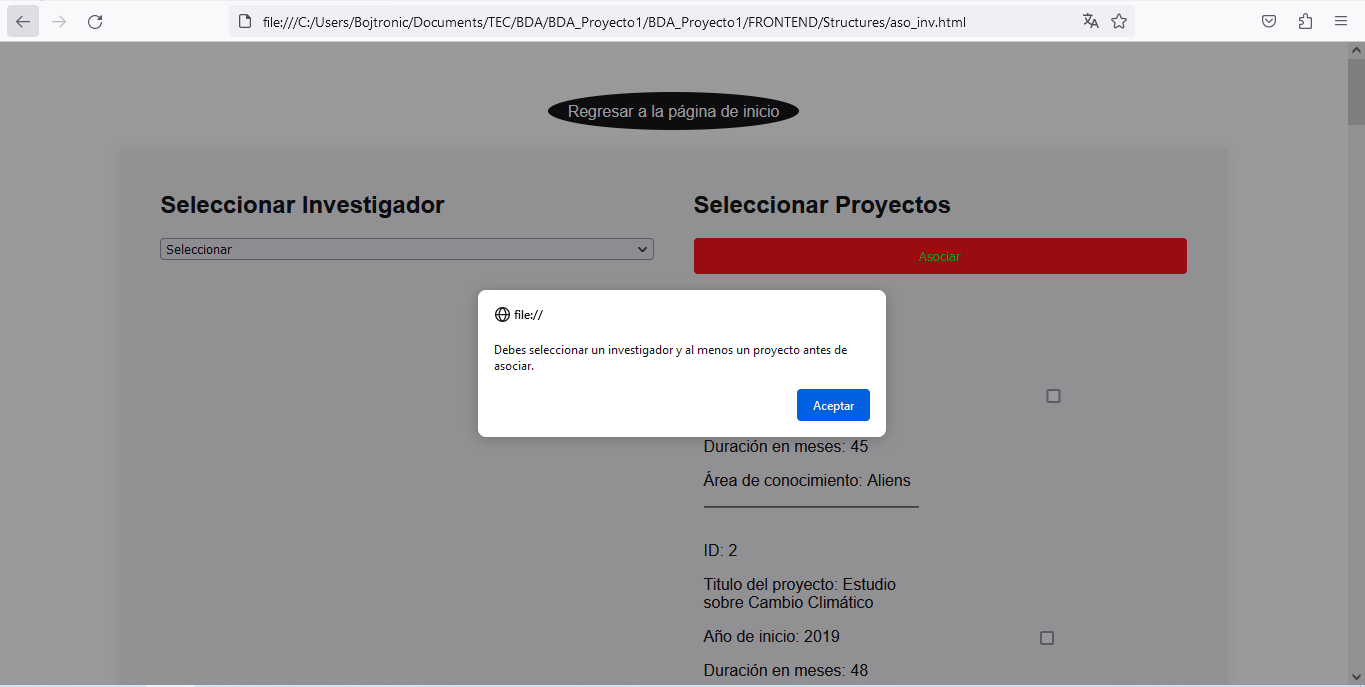 file:///C:/Users/Bojtronic/Documents/TEC/BDA/BDA_Proyecto1/BDA_Proyecto1/FRONTEND/Structures/aso_inv.html
Regresar a la página de inicio
Seleccionar Investigador
Seleccionar
Seleccionar Proyectos
Asociar
file://
Debes seleccionar un investigador y al menos un proyecto antes de
asociar.
Aceptar
Duración en meses: 45
Área de conocimiento: Aliens
ID: 2
Titulo del proyecto: Estudio
sobre Cambio Climático
Año de inicio: 2019
Duración en meses: 48